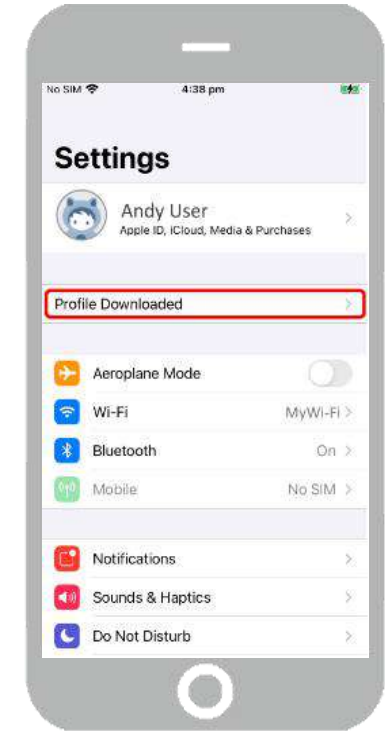 No SIM 4:38 pm
Settings
Andy User
Apple ID, iCloud, Media & Purchases
Profile Downloaded
Aeroplane Mode
Wi-Fi MyWi-Fi
Bluetooth On
Mobile No SIM
Notifications
Sounds & Haptics
Do Not Disturb